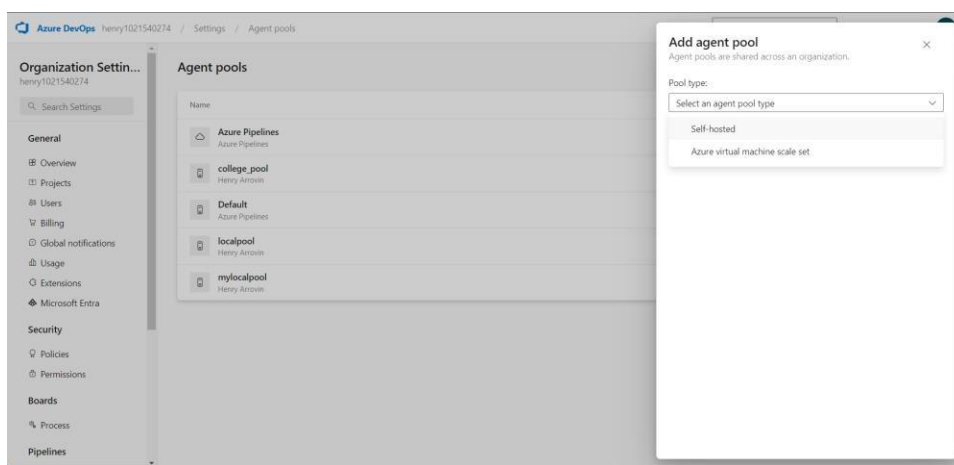 Azure DevOps henry1021540274 / Settings / Agent pools
Organization Settin...
henry1021540274
Search Settings
General
Overview
Projects
Users
Billing
Global notifications
Usage
Extensions
Microsoft Entra
Security
Policies
Permissions
Boards
Process
Pipelines
Agent pools
Name
Azure Pipelines
Azure Pipelines
college_pool
Henry Arrovin
Default
Azure Pipelines
localpool
Henry Arrovin
mylocalpool
Henry Arrovin
Add agent pool
Agent pools are shared across an organization.
Pool type:
Select an agent pool type
Self-hosted
Azure virtual machine scale set